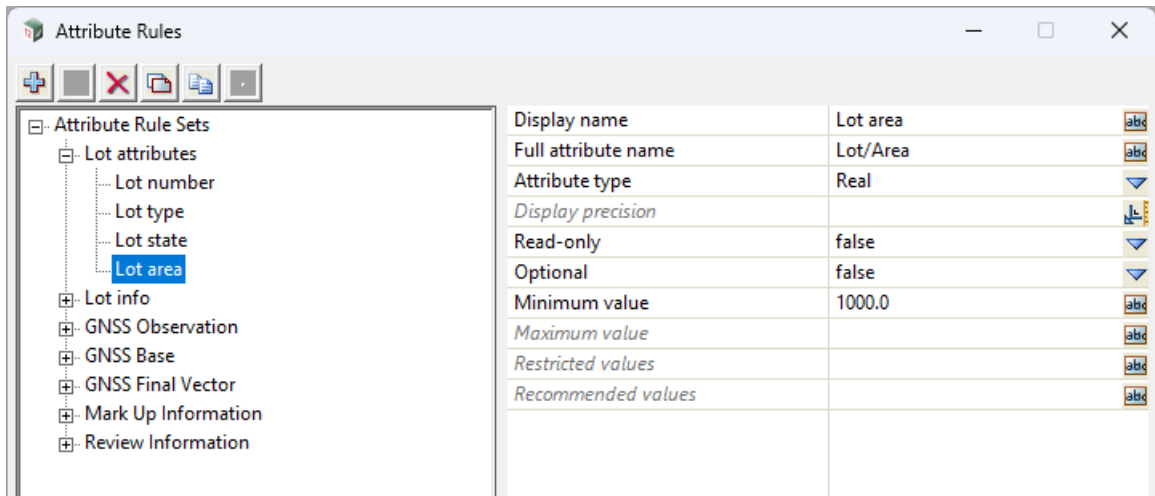 Attribute Rules
Attribute Rule Sets
Lot attributes
Lot number
Lot type
Lot state
Lot area
Lot info
GNSS Observation
GNSS Base
GNSS Final Vector
Mark Up Information
Review Information
Display name Lot area
Full attribute name Lot/Area
Attribute type Real
Display precision
Read-only false
Optional false
Minimum value 1000.0
Maximum value
Restricted values
Recommended values